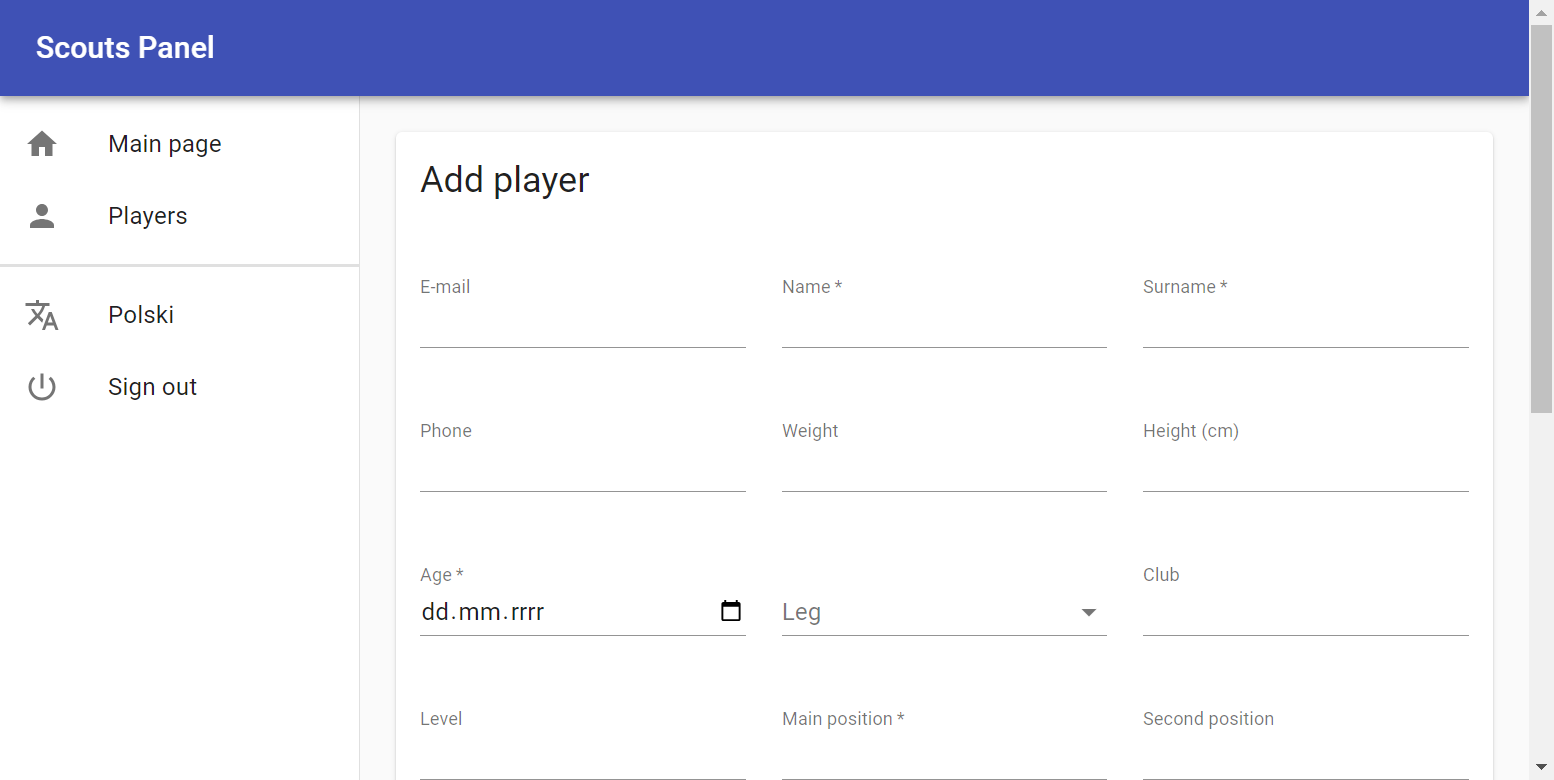 Scouts Panel
Main page
Players
Polski
Sign out
Add player
E-mail
Name *
Surname *
Phone
Weight
Height (cm)
Age *
dd.mm.rrrr
Leg
Club
Level
Main position *
Second position